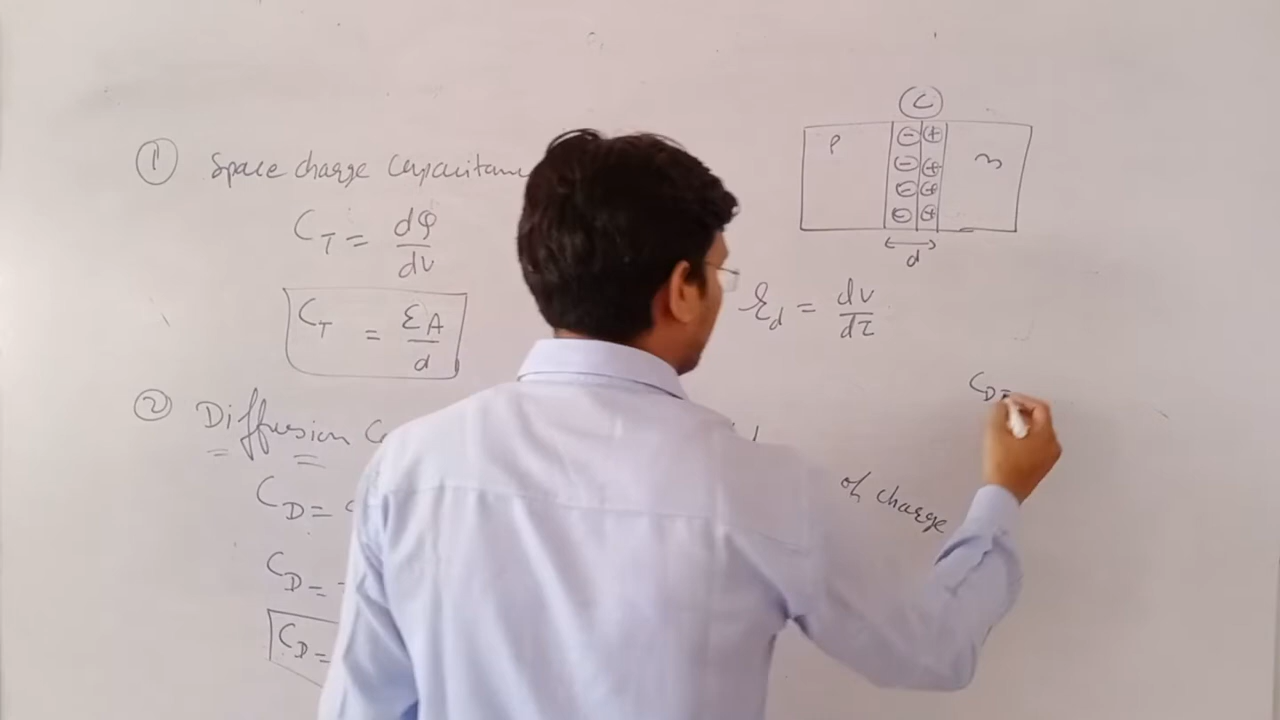 ① Space charge Capacitan
C_T = dQ/dv
C_T = εA/d
② Diffusion C
C_D =
C_D =
C_D =
C
P n
⊖ ⊕
⊖ ⊕
⊖ ⊕
⊖ ⊕
d
r_d = dv/dI
C_D =
of charge